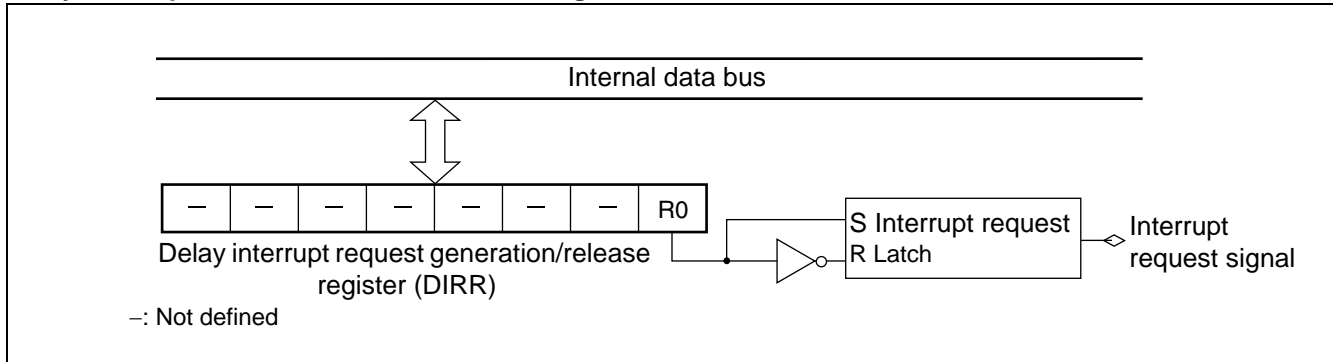 Internal data bus
– – – – – – – R0
Delay interrupt request generation/release
register (DIRR)
S Interrupt request
R Latch
Interrupt
request signal
–: Not defined